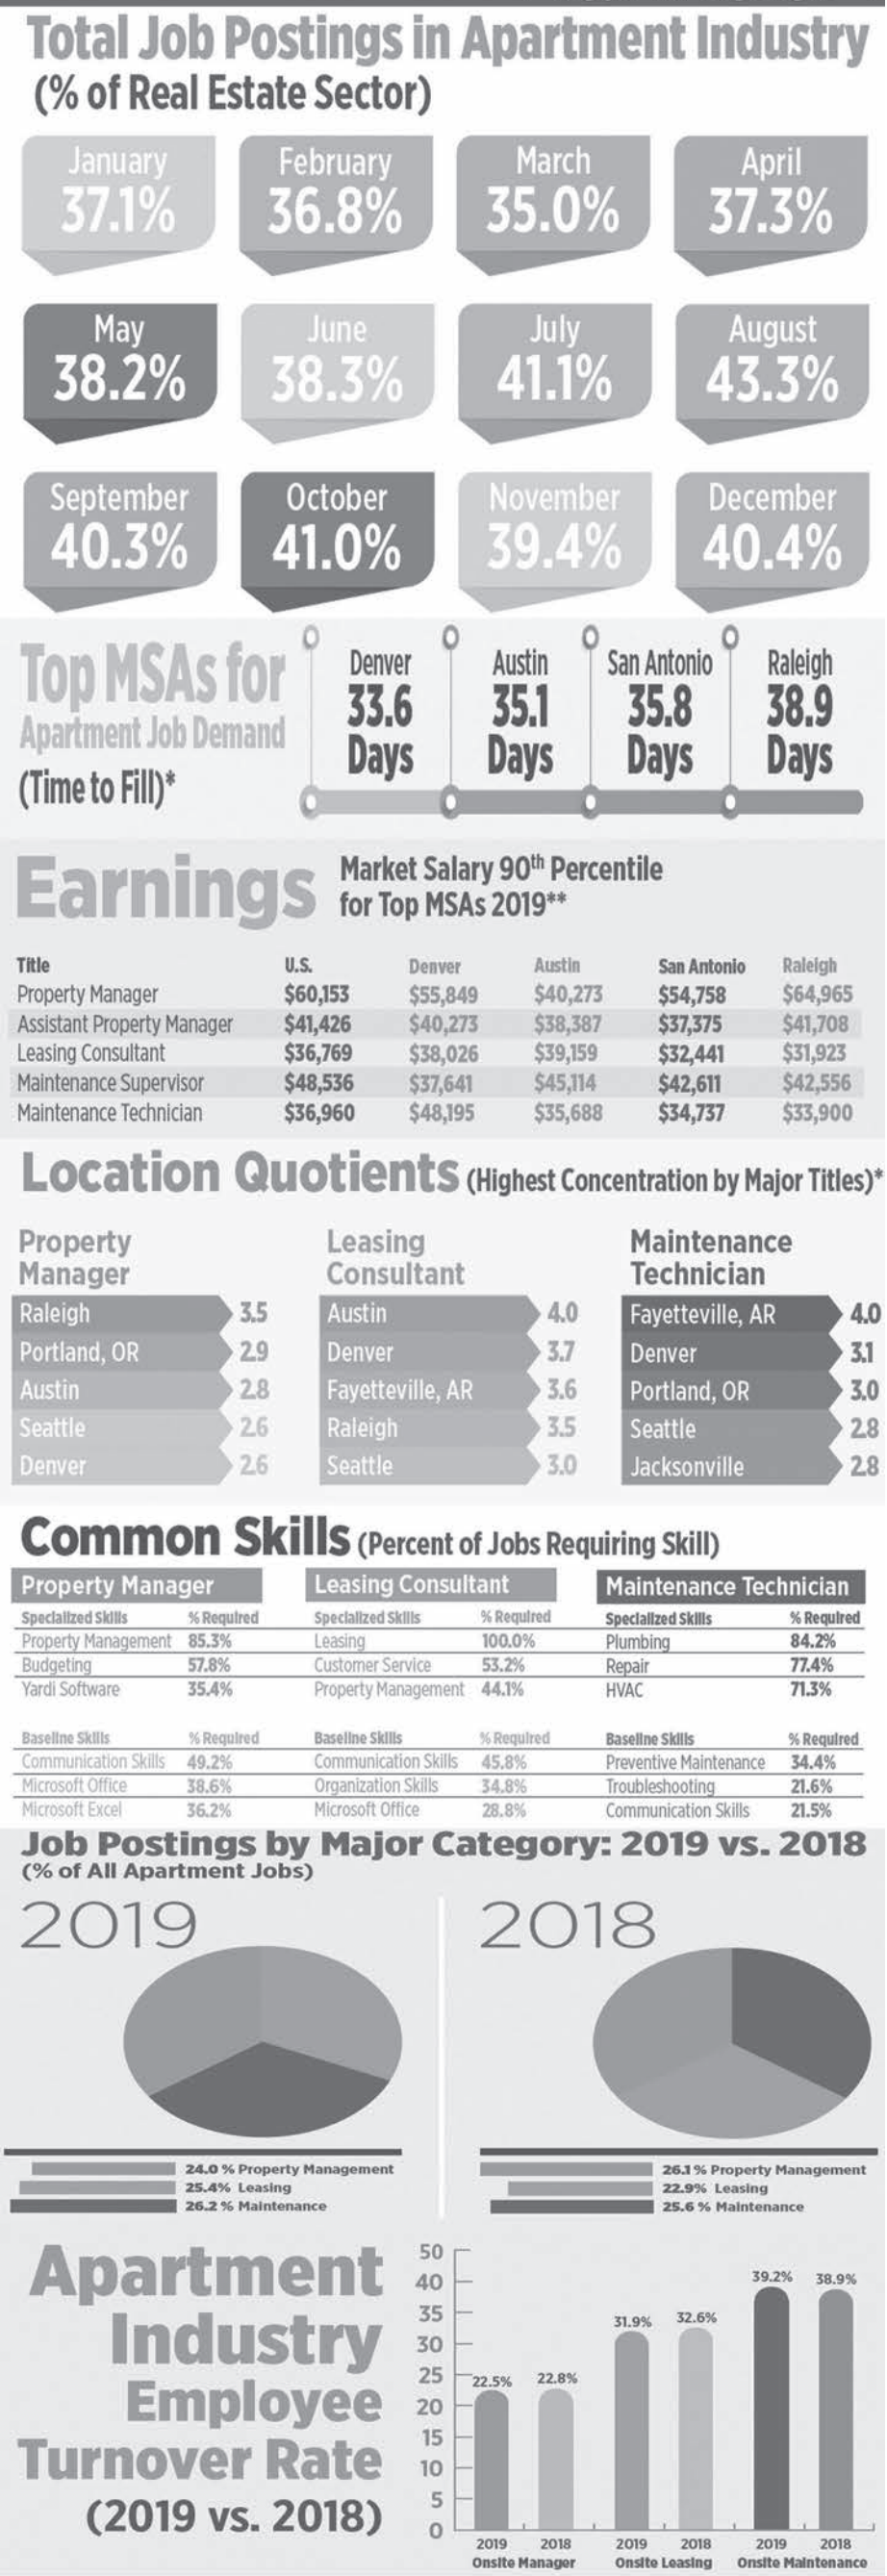 Total Job Postings in Apartment Industry
(% of Real Estate Sector)
January February March April
37.1% 36.8% 35.0% 37.3%
May June July August
38.2% 38.3% 41.1% 43.3%
September October November December
40.3% 41.0% 39.4% 40.4%
Top MSAs for
Apartment Job Demand
(Time to Fill)*
Denver Austin San Antonio Raleigh
33.6 35.1 35.8 38.9
Days Days Days Days
Earnings
Market Salary 90th Percentile
for Top MSAs 2019**
Title U.S. Denver Austin San Antonio Raleigh
Property Manager $60,153 $55,849 $40,273 $54,758 $64,965
Assistant Property Manager $41,426 $40,273 $38,387 $37,375 $41,708
Leasing Consultant $36,769 $38,026 $39,159 $32,441 $31,923
Maintenance Supervisor $48,536 $37,641 $45,114 $42,611 $42,556
Maintenance Technician $36,960 $48,195 $35,688 $34,737 $33,900
Location Quotients (Highest Concentration by Major Titles)*
Property
Manager
Raleigh 3.5
Portland, OR 2.9
Austin 2.8
Seattle 2.6
Denver 2.6
Leasing
Consultant
Austin 4.0
Denver 3.7
Fayetteville, AR 3.6
Raleigh 3.5
Seattle 3.0
Maintenance
Technician
Fayetteville, AR 4.0
Denver 3.1
Portland, OR 3.0
Seattle 2.8
Jacksonville 2.8
Common Skills (Percent of Jobs Requiring Skill)
Property Manager
Specialized Skills % Required
Property Management 85.3%
Budgeting 57.8%
Yardi Software 35.4%
Baseline Skills % Required
Communication Skills 49.2%
Microsoft Office 38.6%
Microsoft Excel 36.2%
Leasing Consultant
Specialized Skills % Required
Leasing 100.0%
Customer Service 53.2%
Property Management 44.1%
Baseline Skills % Required
Communication Skills 45.8%
Organization Skills 34.8%
Microsoft Office 28.8%
Maintenance Technician
Specialized Skills % Required
Plumbing 84.2%
Repair 77.4%
HVAC 71.3%
Baseline Skills % Required
Preventive Maintenance 34.4%
Troubleshooting 21.6%
Communication Skills 21.5%
Job Postings by Major Category: 2019 vs. 2018
(% of All Apartment Jobs)
2019
24.0 % Property Management
25.4% Leasing
26.2 % Maintenance
2018
26.1 % Property Management
22.9% Leasing
25.6 % Maintenance
Apartment
Industry
Employee
Turnover Rate
(2019 vs. 2018)
50
40
35
30
25
20
15
10
5
0
22.5% 22.8% 31.9% 32.6% 39.2% 38.9%
2019 2018 2019 2018 2019 2018
Onsite Manager Onsite Leasing Onsite Maintenance